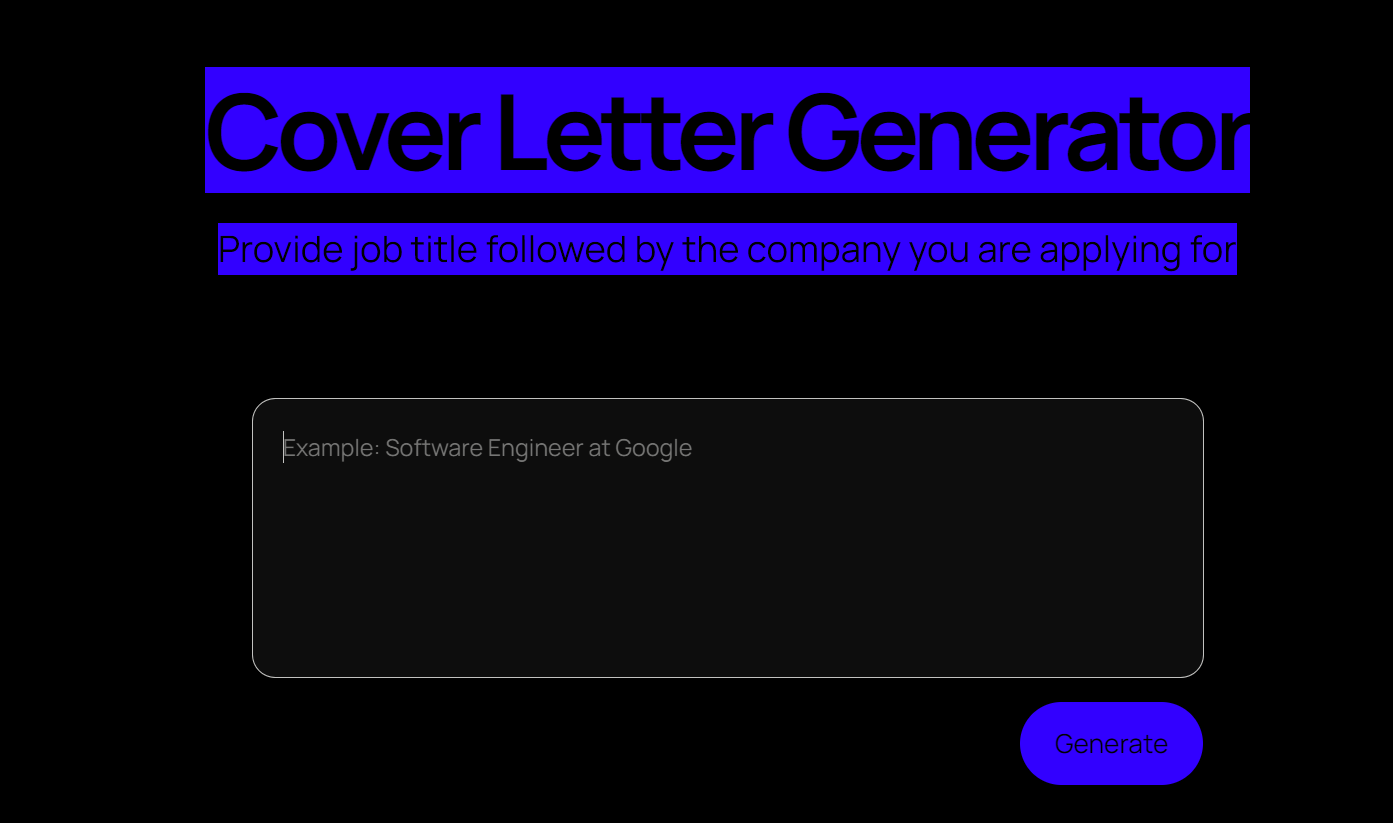 Cover Letter Generator
Provide job title followed by the company you are applying for
Example: Software Engineer at Google
Generate